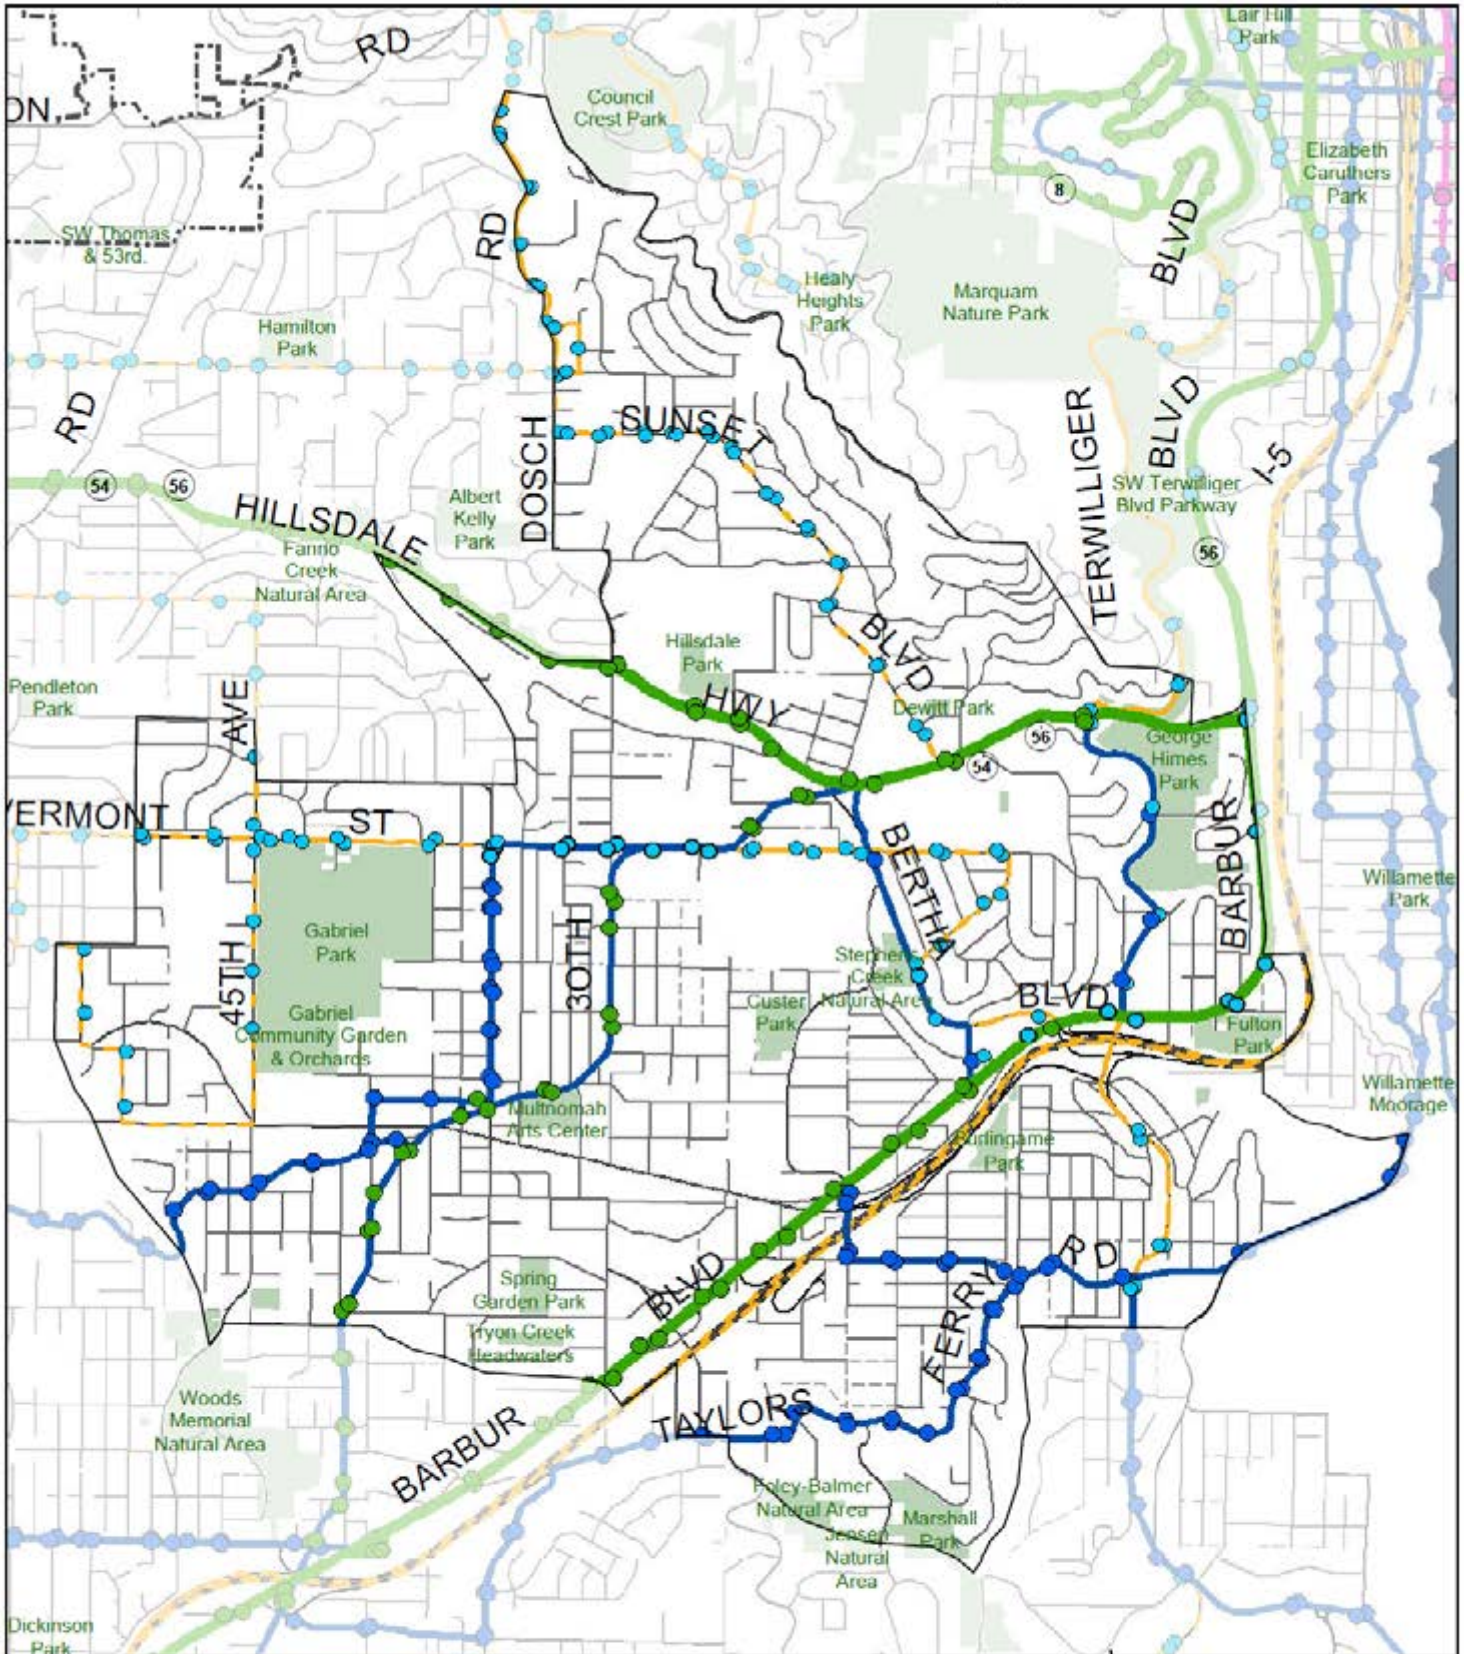 RD
ON
Lair Hill
Park
Council
Crest Park
Elizabeth
Caruthers
Park
8
SW Thomas
& 53rd.
RD
BLVD
Healy
Heights
Park
Marquam
Nature Park
Hamilton
Park
RD
SUNSET
DOSCH
TERWILLIGER
BLVD
I-5
54
56
SW Terwilliger
Blvd Parkway
Albert
Kelly
Park
HILLSDALE
Fanno
Creek
Natural Area
56
Hillsdale
Park
BLVD
Pendleton
Park
AVE
HWY
Dewitt Park
56
54
George
Himes
Park
VERMONT
ST
BERTHA
BARBUR
Willamette
Park
Gabriel
Park
45TH
30TH
Stephens
Creek
Natural Area
Custer
Park
BLVD
Gabriel
Community Garden
& Orchards
Fulton
Park
Multnomah
Arts Center
Willamette
Moorage
Burlingame
Park
RD
BLVD
Spring
Garden Park
Tryon Creek
Headwaters
FERRY
Woods
Memorial
Natural Area
TAYLORS
BARBUR
Foley-Balmer
Natural Area
Marshall
Park
Jensen
Natural
Area
Dickinson
Park